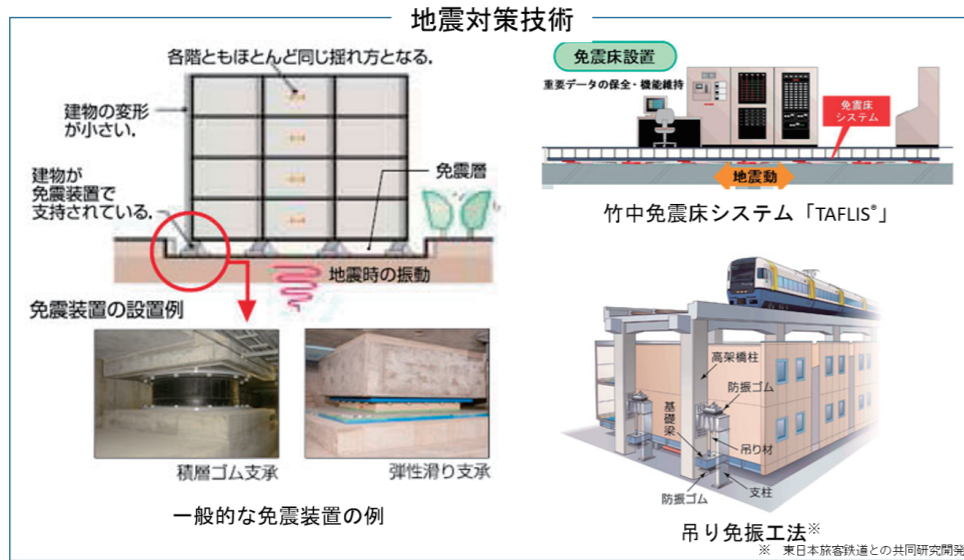 地震対策技術
各階ともほとんど同じ揺れ方となる.
建物の変形
が小さい.
建物が
免震装置で
支持されている.
免震層
地震時の振動
免震装置の設置例
積層ゴム支承
弾性滑り支承
一般的な免震装置の例
免震床設置
重要データの保全・機能維持
免震床
システム
地震動
竹中免震床システム「TAFLIS®」
高架橋柱
防振ゴム
基礎梁
吊り材
支柱
防振ゴム
吊り免振工法※
※ 東日本旅客鉄道との共同研究開発